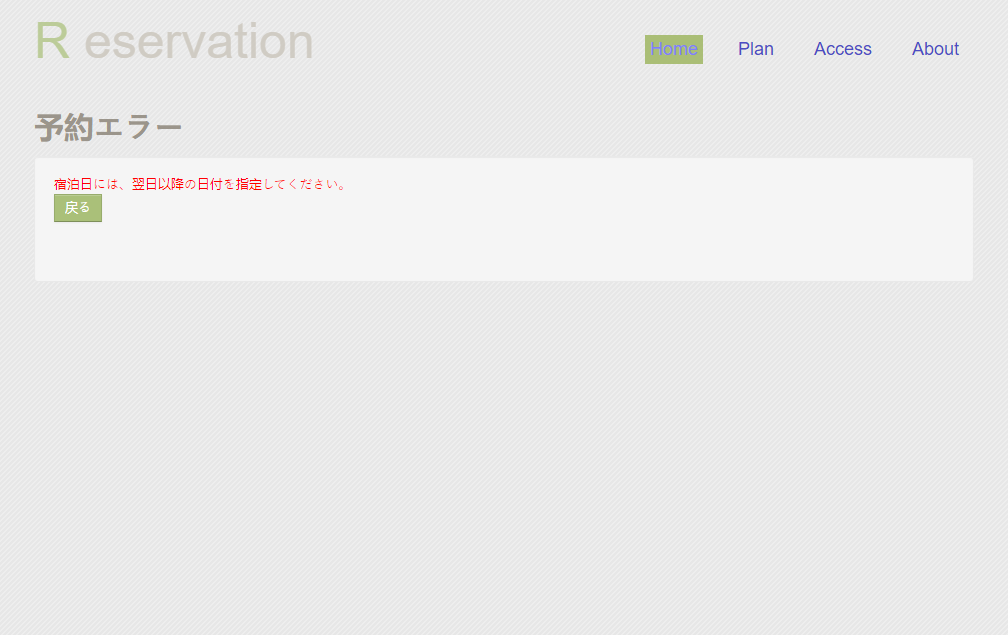 R eservation
Home Plan Access About
予約エラー
宿泊日には、翌日以降の日付を指定してください。
戻る